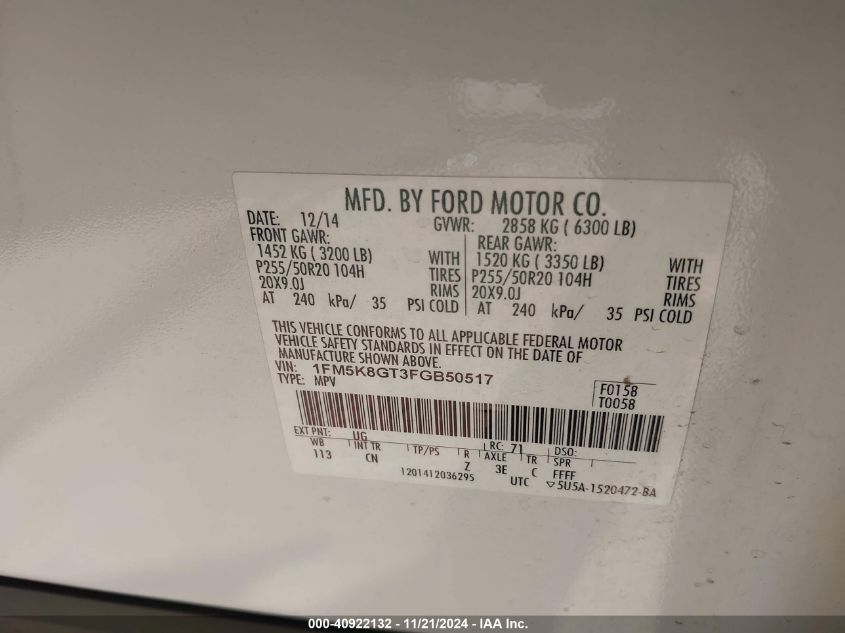 MFD. BY FORD MOTOR CO.
DATE: 12/14 GVWR: 2858 KG ( 6300 LB)
FRONT GAWR: REAR GAWR:
1452 KG ( 3200 LB) WITH 1520 KG ( 3350 LB) WITH
P255/50R20 104H TIRES P255/50R20 104H TIRES
20X9.0J RIMS 20X9.0J RIMS
AT 240 kPa/ 35 PSI COLD AT 240 kPa/ 35 PSI COLD
THIS VEHICLE CONFORMS TO ALL APPLICABLE FEDERAL MOTOR
VEHICLE SAFETY STANDARDS IN EFFECT ON THE DATE OF
MANUFACTURE SHOWN ABOVE.
VIN: 1FM5K8GT3FGB50517
TYPE: MPV
F0158
T0058
EXT PNT: UG RC: 71 DSO:
WB INT TR TP/PS R AXLE TR SPR
113 CN Z 3E C FFFF
1201412036295 UTC ▽5U5A-1520472-BA
000-40922132 - 11/21/2024 - IAA Inc.